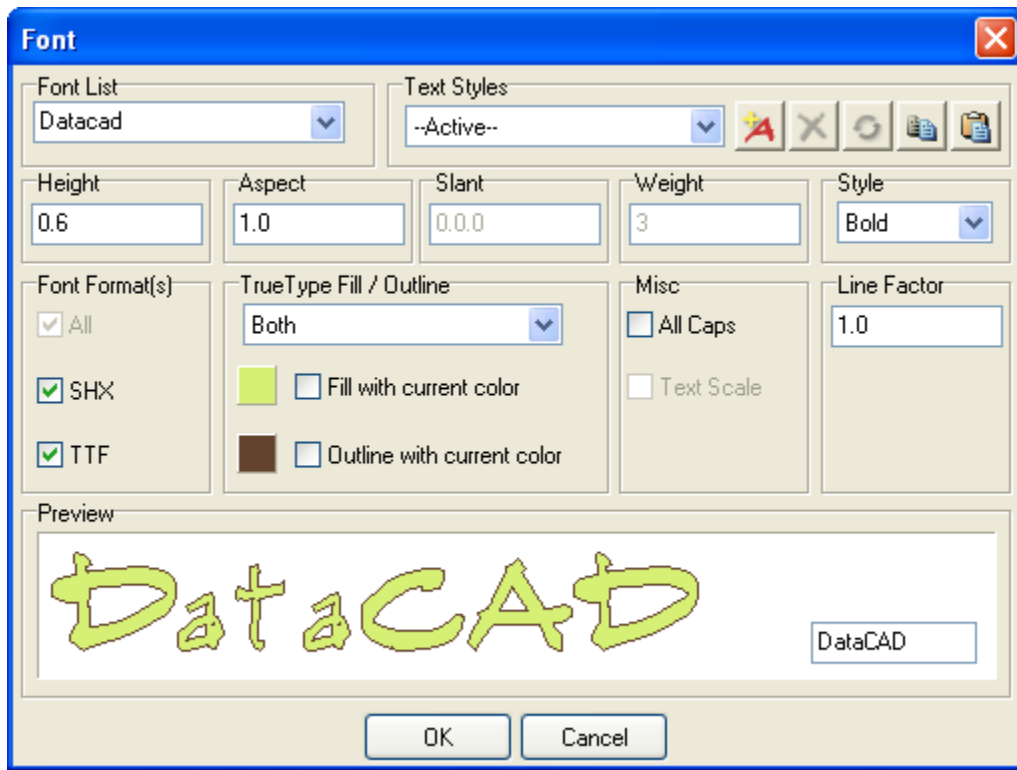 Font
Font List
Datacad
Text Styles
--Active--
Height
0.6
Aspect
1.0
Slant
0.0.0
Weight
3
Style
Bold
Font Format(s)
All
SHX
TTF
TrueType Fill / Outline
Both
Fill with current color
Outline with current color
Misc
All Caps
Text Scale
Line Factor
1.0
Preview
DataCAD
DataCAD
OK
Cancel